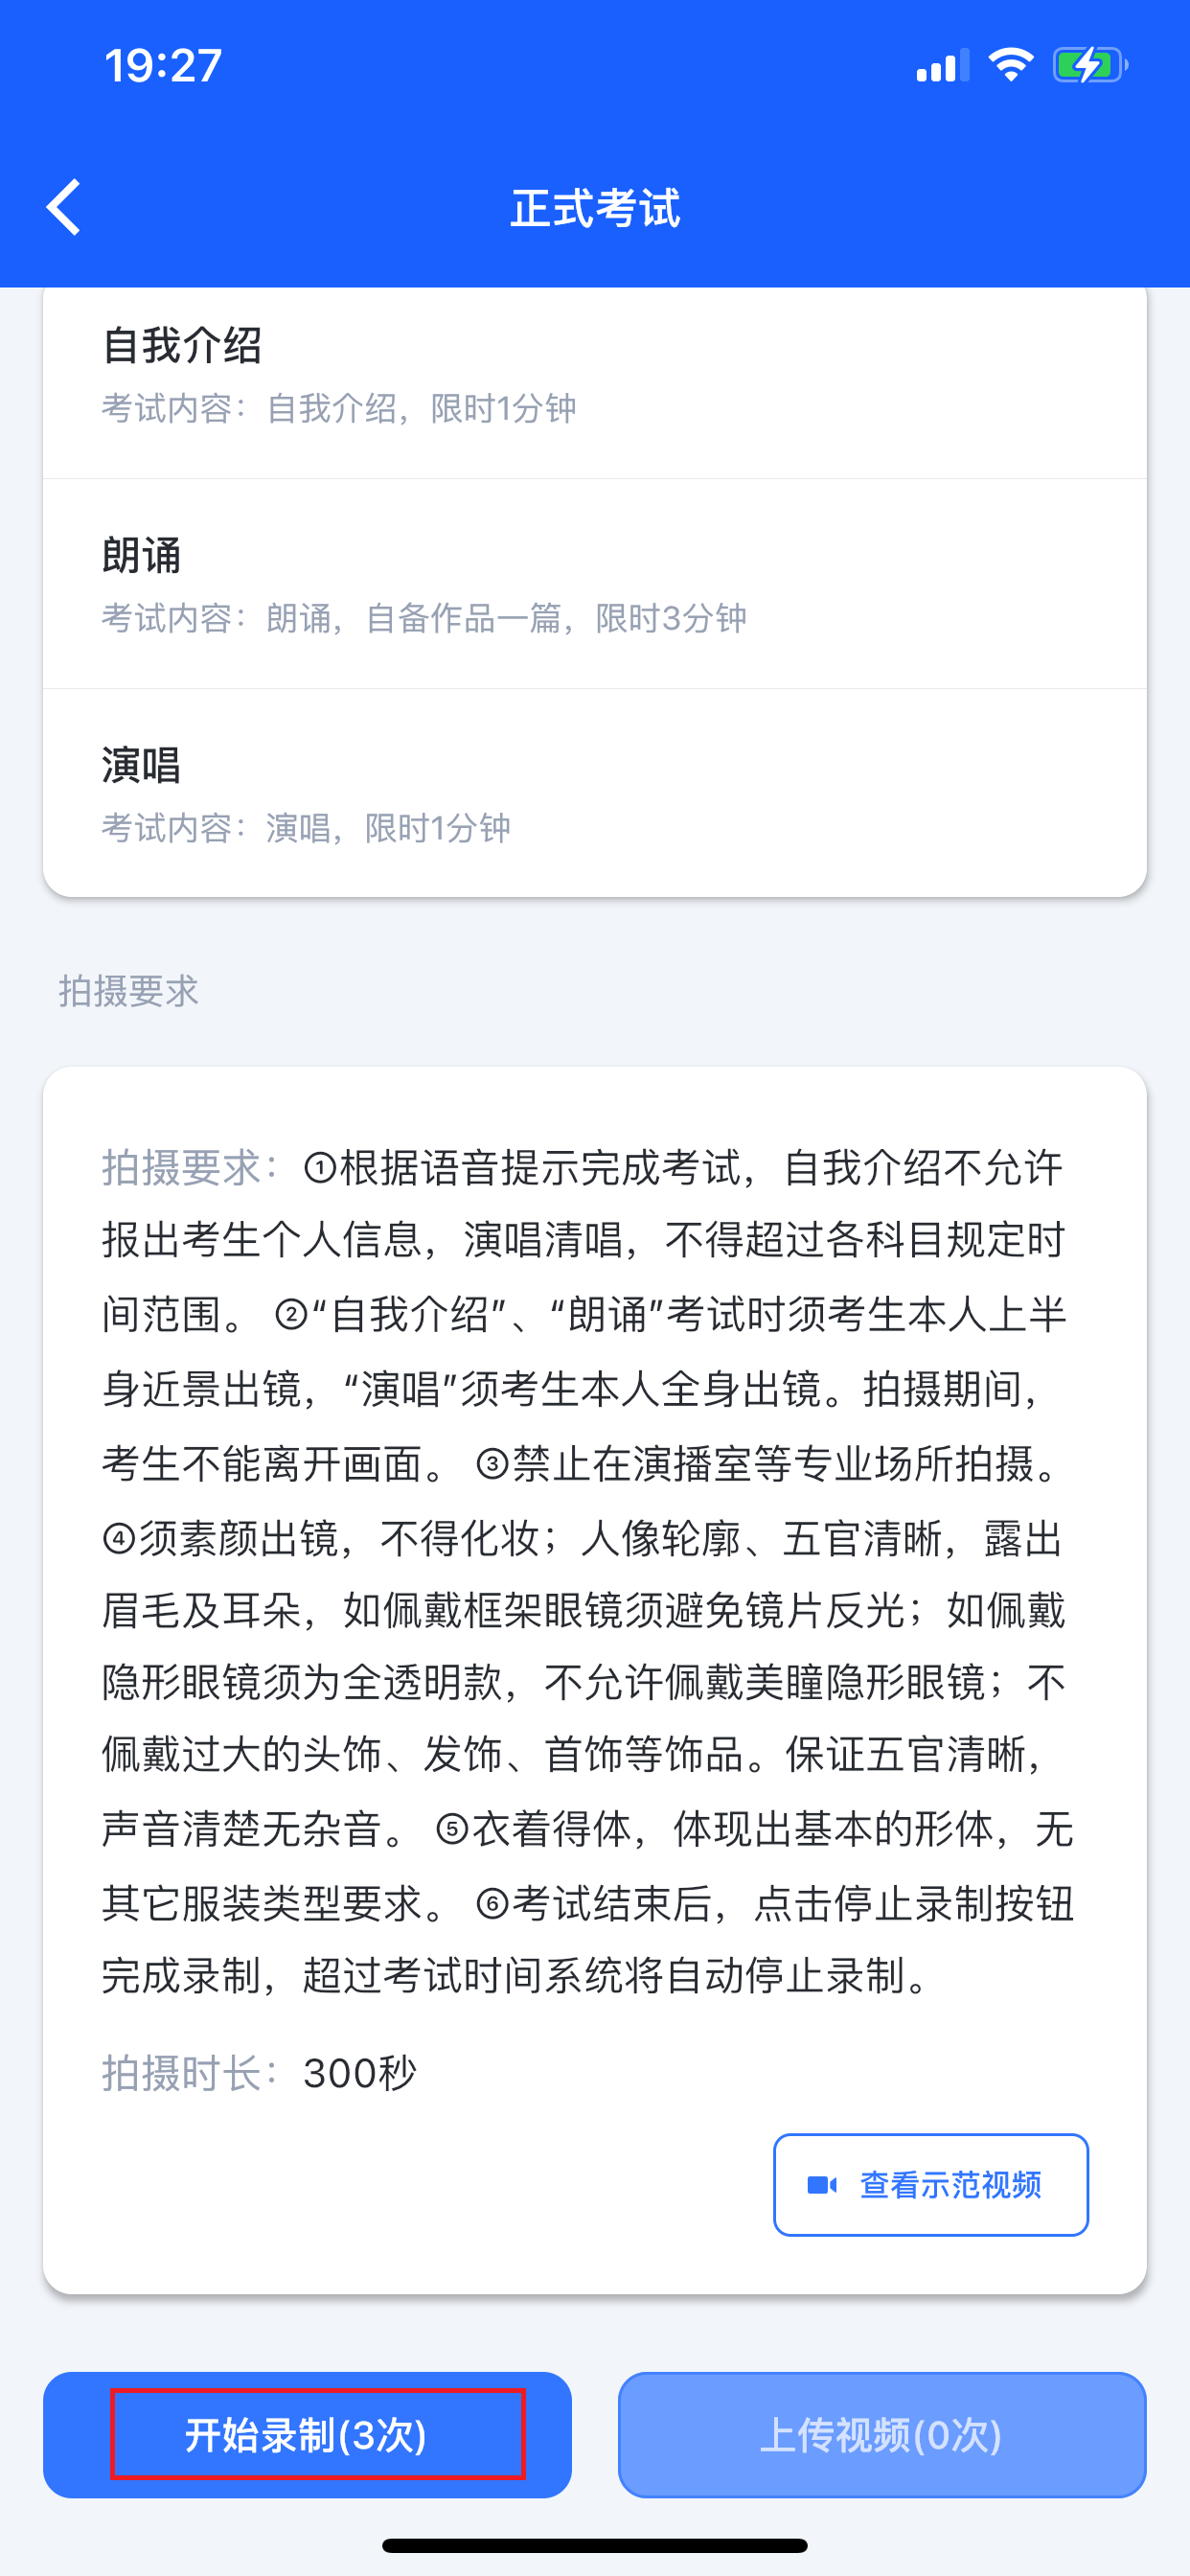 19:27
正式考试
自我介绍
考试内容：自我介绍，限时1分钟
朗诵
考试内容：朗诵，自备作品一篇，限时3分钟
演唱
考试内容：演唱，限时1分钟
拍摄要求
拍摄要求：①根据语音提示完成考试，自我介绍不允许
报出考生个人信息，演唱清唱，不得超过各科目规定时
间范围。 ②“自我介绍”、“朗诵”考试时须考生本人上半
身近景出镜，“演唱”须考生本人全身出镜。拍摄期间，
考生不能离开画面。 ③禁止在演播室等专业场所拍摄。
④须素颜出镜，不得化妆；人像轮廓、五官清晰，露出
眉毛及耳朵，如佩戴框架眼镜须避免镜片反光；如佩戴
隐形眼镜须为全透明款，不允许佩戴美瞳隐形眼镜；不
佩戴过大的头饰、发饰、首饰等饰品。保证五官清晰，
声音清楚无杂音。 ⑤衣着得体，体现出基本的形体，无
其它服装类型要求。 ⑥考试结束后，点击停止录制按钮
完成录制，超过考试时间系统将自动停止录制。
拍摄时长：300秒
查看示范视频
开始录制(3次)
上传视频(0次)